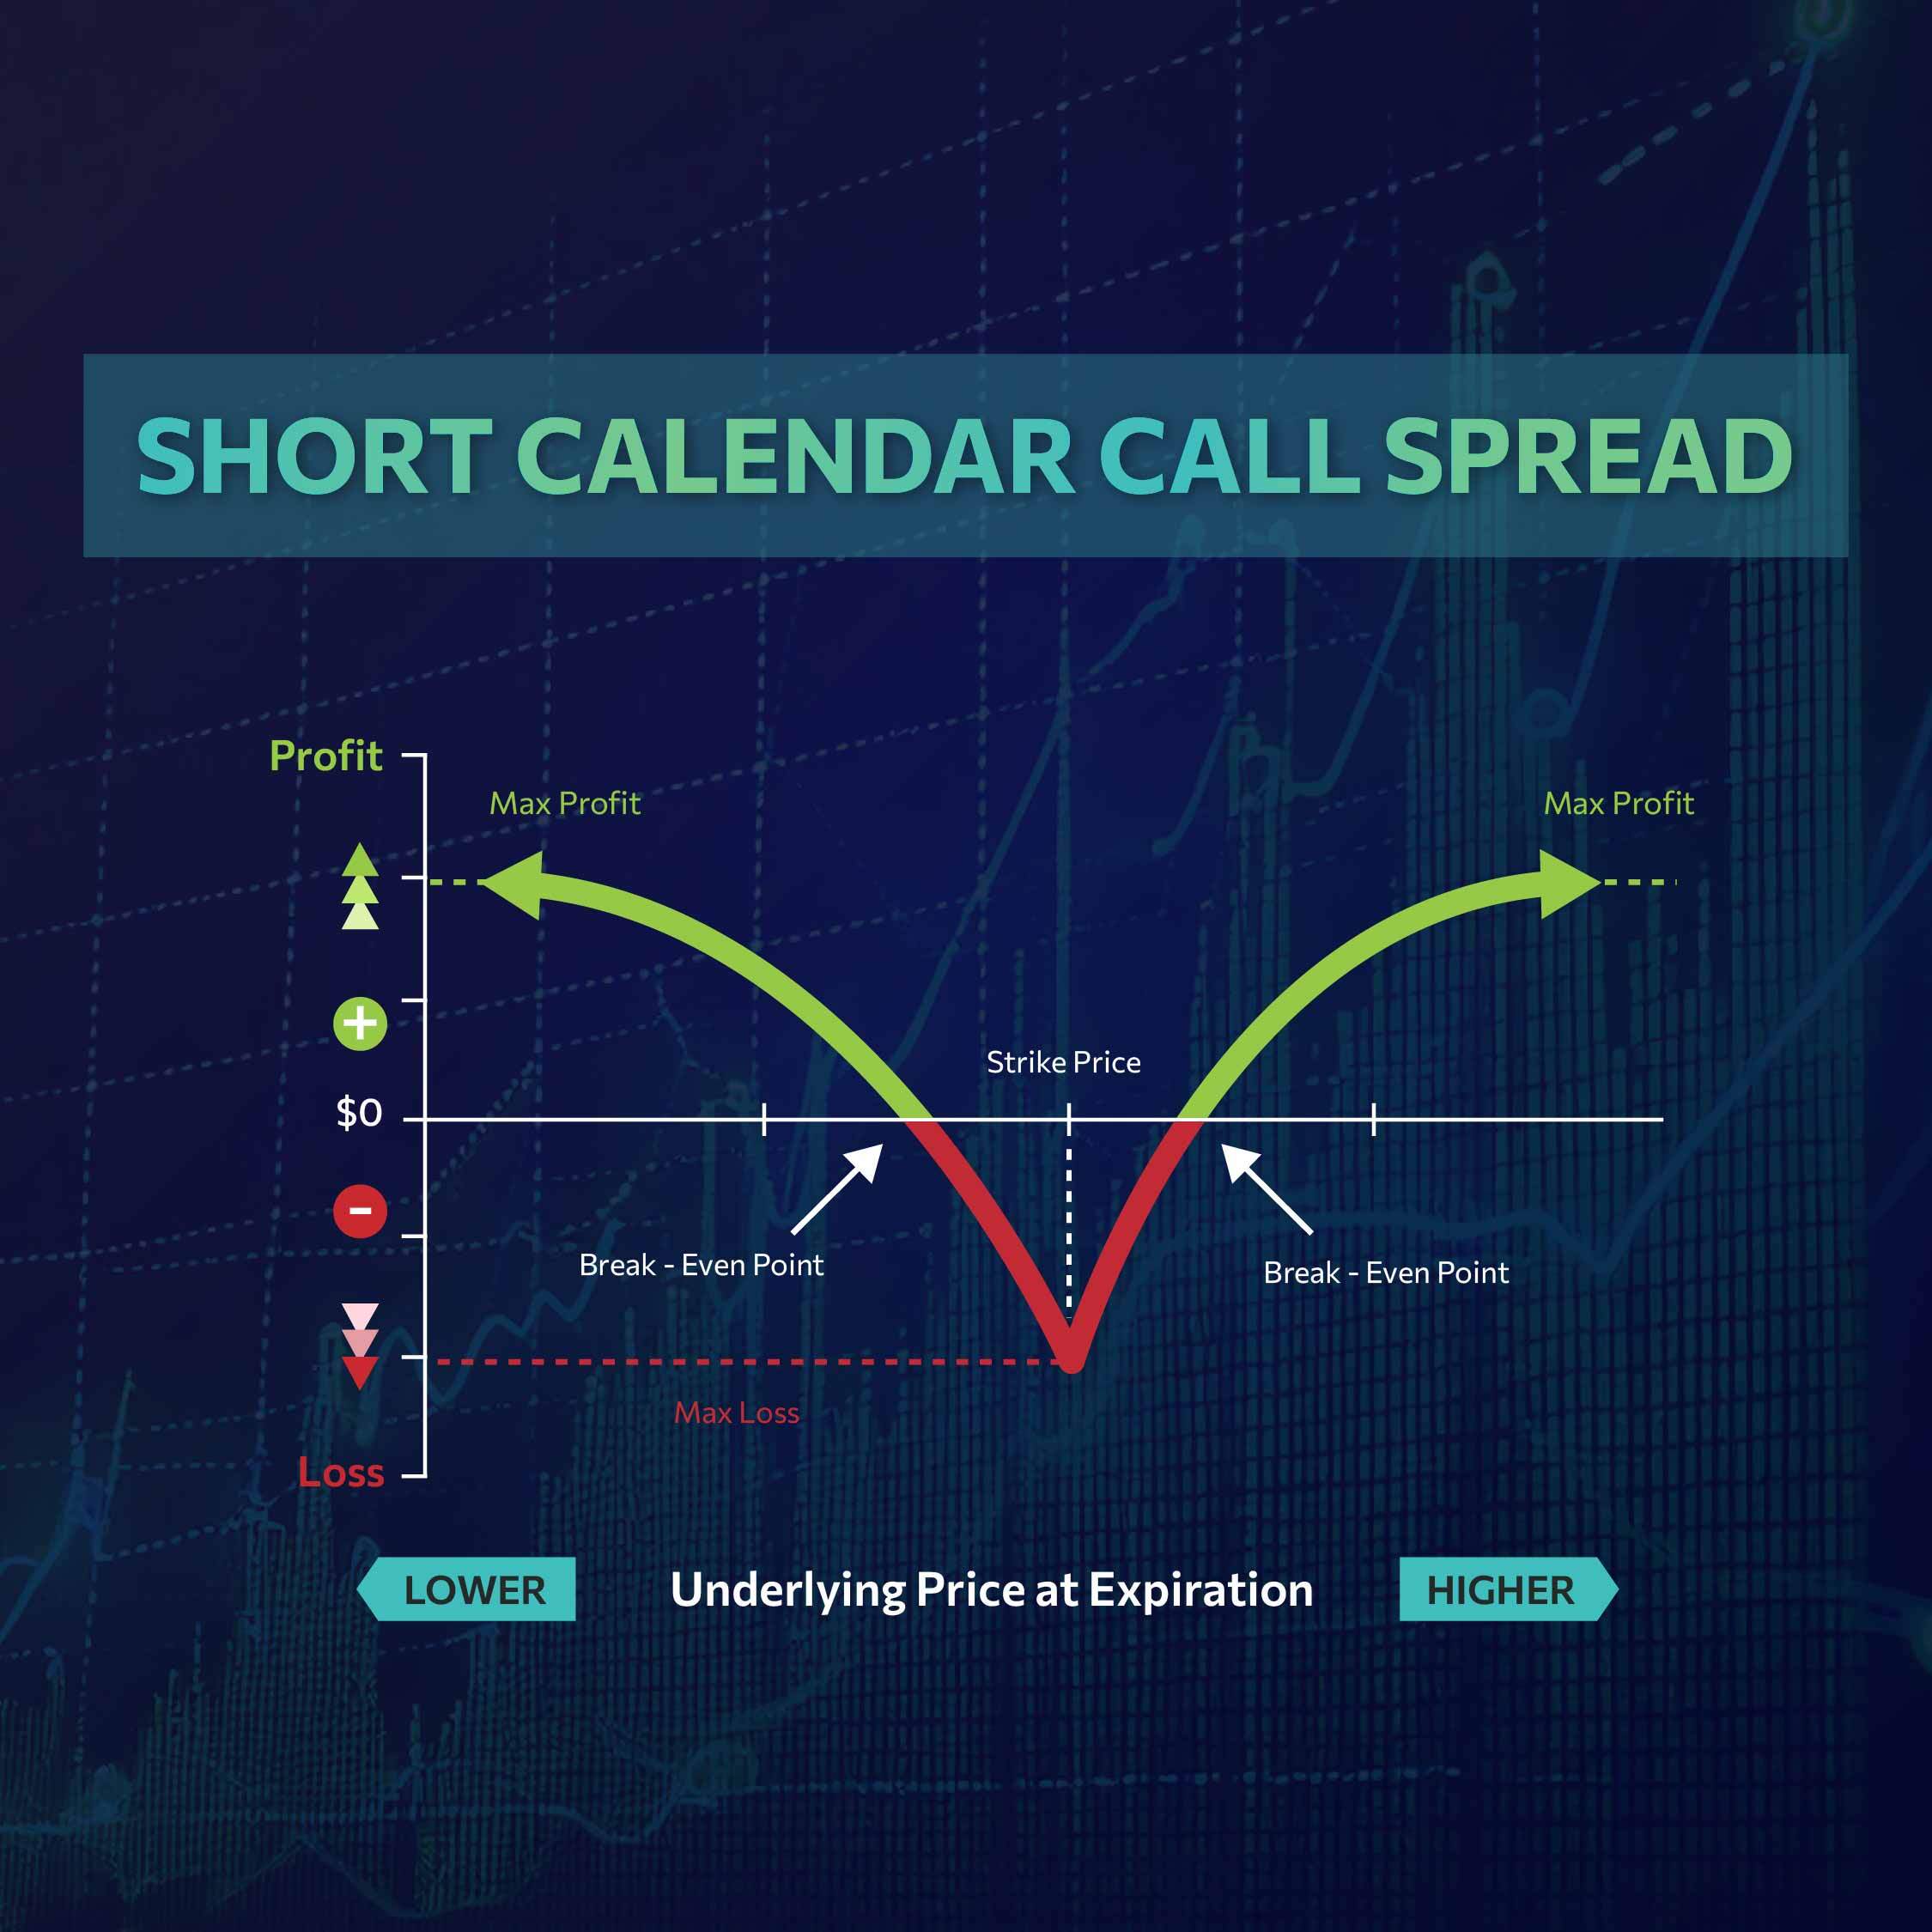 SHORT CALENDAR CALL SPREAD
Profit
Max Profit
Max Profit
+
Strike Price
$0
-
Break - Even Point
Break - Even Point
Max Loss
Loss
LOWER
Underlying Price at Expiration
HIGHER